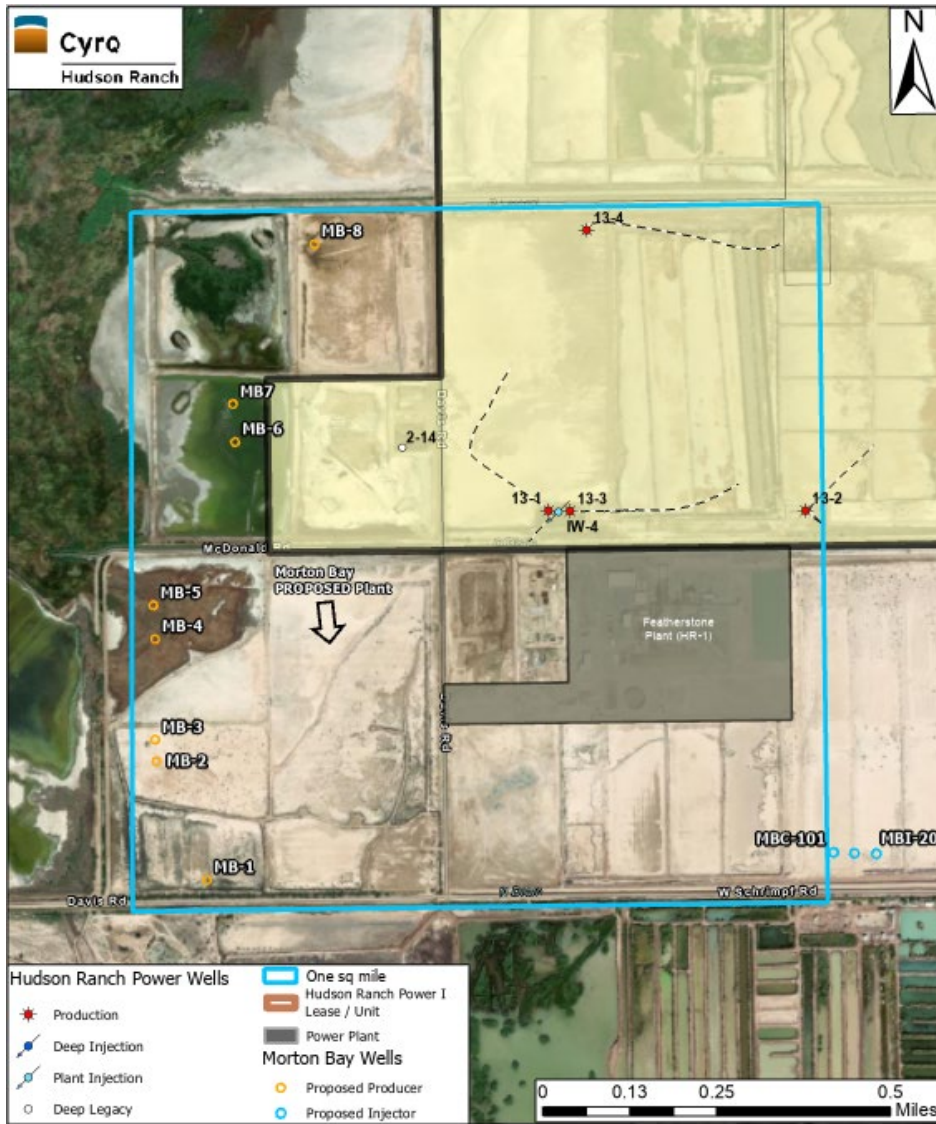 Cyrq
Hudson Ranch
N
13-4
MB-8
MB7
MB-6
2-14
13-1
13-3
IW-4
13-2
McDonald Rd
Morton Bay
PROPOSED Plant
MB-5
MB-4
Featherstone
Plant (HR-1)
MB-3
MB-2
MBC-101
MBI-20
MB-1
Davis Rd
W Schrimpf Rd
Hudson Ranch Power Wells
Production
Deep Injection
Plant Injection
Deep Legacy
One sq mile
Hudson Ranch Power I
Lease / Unit
Power Plant
Morton Bay Wells
Proposed Producer
Proposed Injector
0 0.13 0.25 0.5
Miles